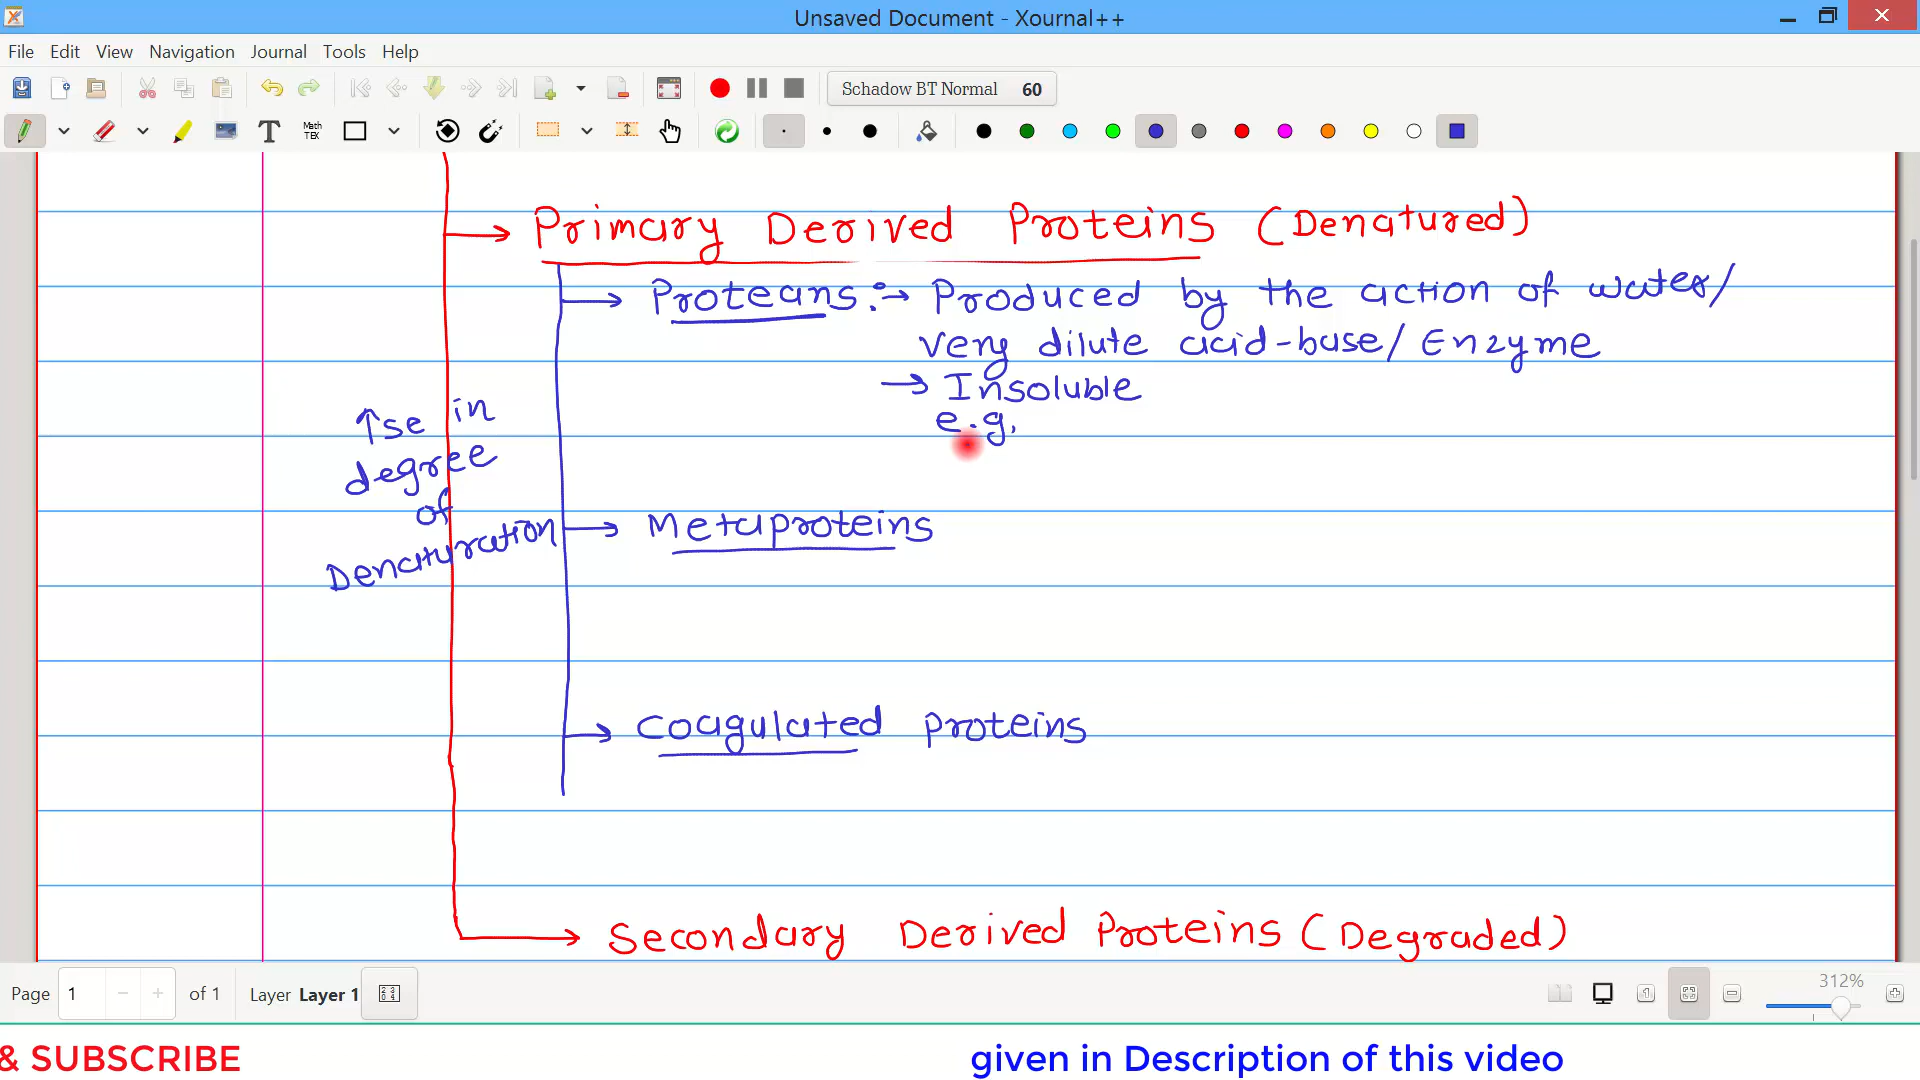 Unsaved Document - Xournal++
File Edit View Navigation Journal Tools Help
Schadow BT Normal 60
Math
TEX
Primary Derived Proteins (Denatured)
Proteans :→ Produced by the action of water/
very dilute acid-base/ Enzyme
→ Insoluble
e.g.
↑se in
degree
of
Denaturation
Metaproteins
Coagulated proteins
Secondary Derived Proteins (Degraded)
Page 1 of 1 Layer Layer 1
312%
& SUBSCRIBE
given in Description of this video